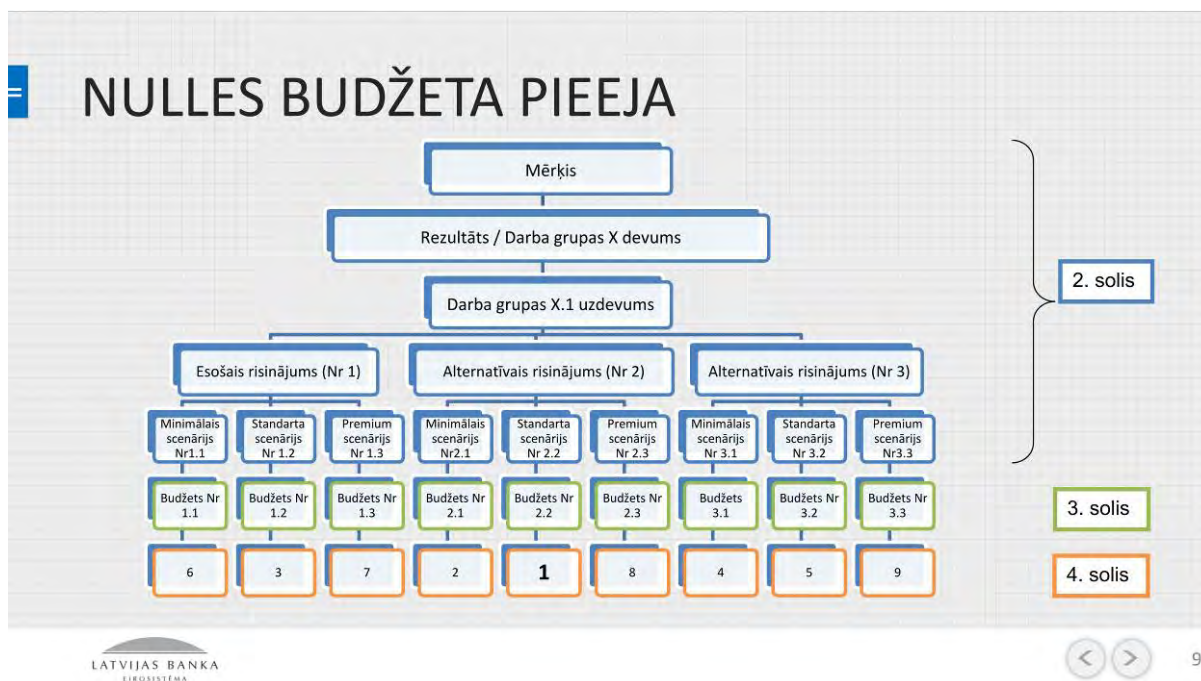 =
NULLES BUDŽETA PIEEJA
Mērķis
Rezultāts / Darba grupas X devums
Darba grupas X.1 uzdevums
2. solis
Esošais risinājums (Nr 1)
Alternatīvais risinājums (Nr 2)
Alternatīvais risinājums (Nr 3)
Minimālais
scenārijs
Nr1.1
Standarta
scenārijs
Nr 1.2
Premium
scenārijs
Nr 1.3
Minimālais
scenārijs
Nr2.1
Standarta
scenārijs
Nr 2.2
Premium
scenārijs
Nr 2.3
Minimālais
scenārijs
Nr 3.1
Standarta
scenārijs
Nr 3.2
Premium
scenārijs
Nr3.3
Budžets Nr
1.1
Budžets Nr
1.2
Budžets Nr
1.3
Budžets Nr
2.1
Budžets Nr
2.2
Budžets Nr
2.3
Budžets
3.1
Budžets Nr
3.2
Budžets Nr
3.3
3. solis
6
3
7
2
1
8
4
5
9
4. solis
LATVIJAS BANKA
EIROSISTĒMA
< >
9